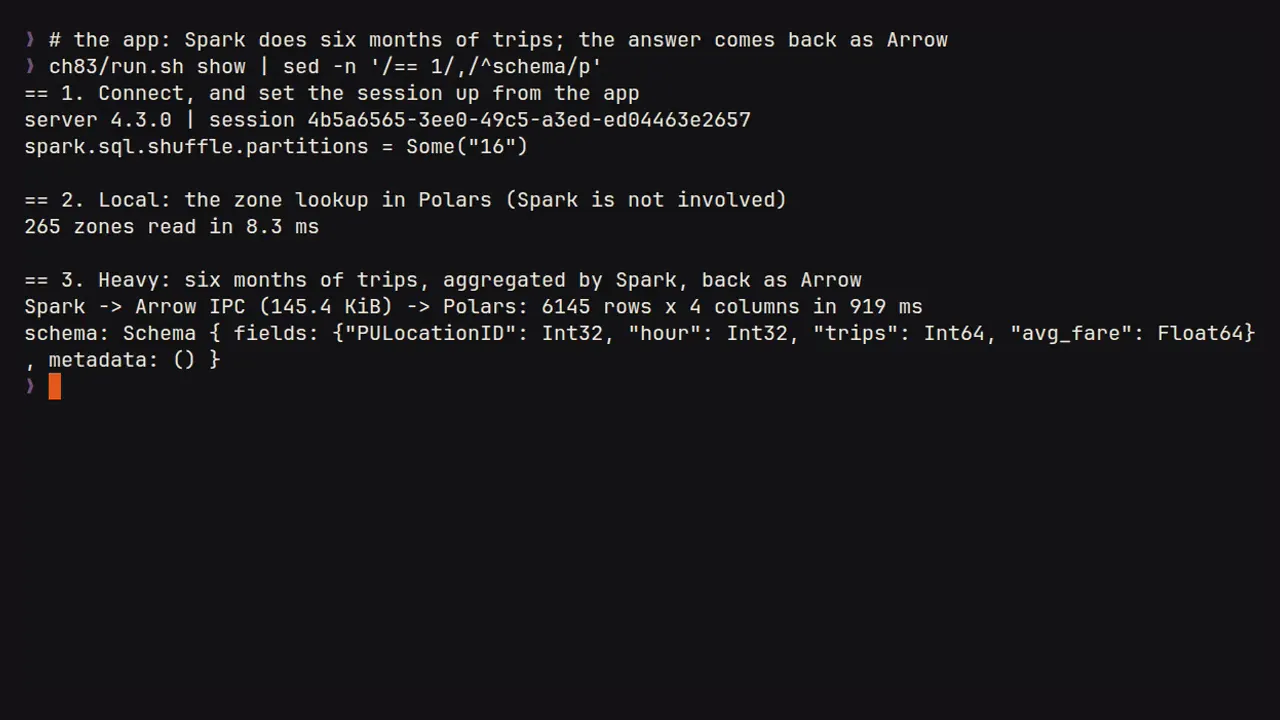 ❯ # the app: Spark does six months of trips; the answer comes back as Arrow
❯ ch83/run.sh show | sed -n '/== 1/,/^schema/p'
== 1. Connect, and set the session up from the app
server 4.3.0 | session 4b5a6565-3ee0-49c5-a3ed-ed04463e2657
spark.sql.shuffle.partitions = Some("16")
== 2. Local: the zone lookup in Polars (Spark is not involved)
265 zones read in 8.3 ms
== 3. Heavy: six months of trips, aggregated by Spark, back as Arrow
Spark -> Arrow IPC (145.4 KiB) -> Polars: 6145 rows x 4 columns in 919 ms
schema: Schema { fields: {"PULocationID": Int32, "hour": Int32, "trips": Int64, "avg_fare": Float64}
, metadata: () }
❯